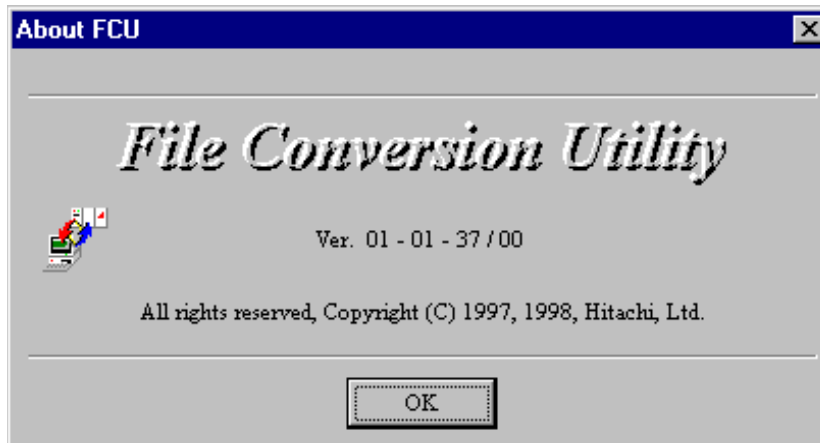 About FCU
File Conversion Utility
Ver. 01 - 01 - 37 / 00
All rights reserved, Copyright (C) 1997, 1998, Hitachi, Ltd.
OK